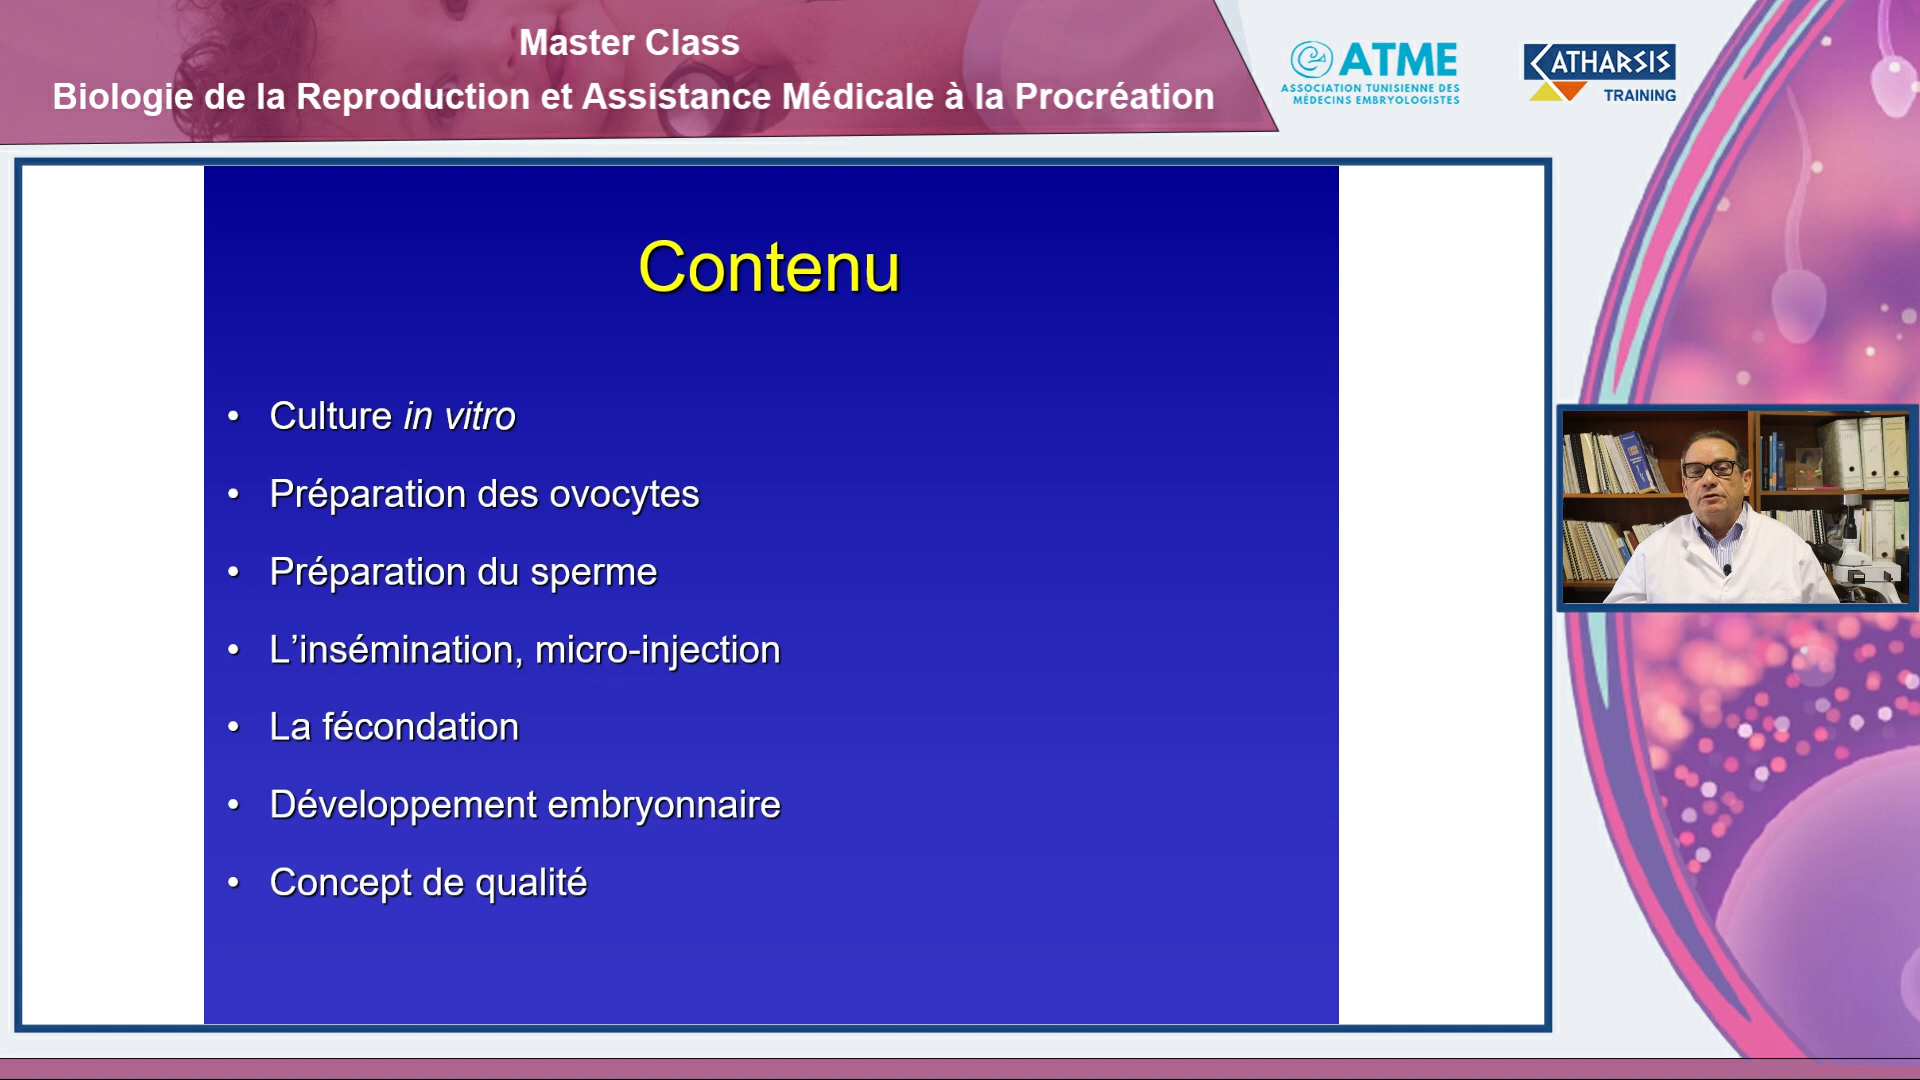 Master Class
Biologie de la Reproduction et Assistance Médicale à la Procréation
ATME
ASSOCIATION TUNISIENNE DES
MÉDECINS EMBRYOLOGISTES
CATHARSIS
TRAINING
Contenu
• Culture in vitro
• Préparation des ovocytes
• Préparation du sperme
• L’insémination, micro-injection
• La fécondation
• Développement embryonnaire
• Concept de qualité